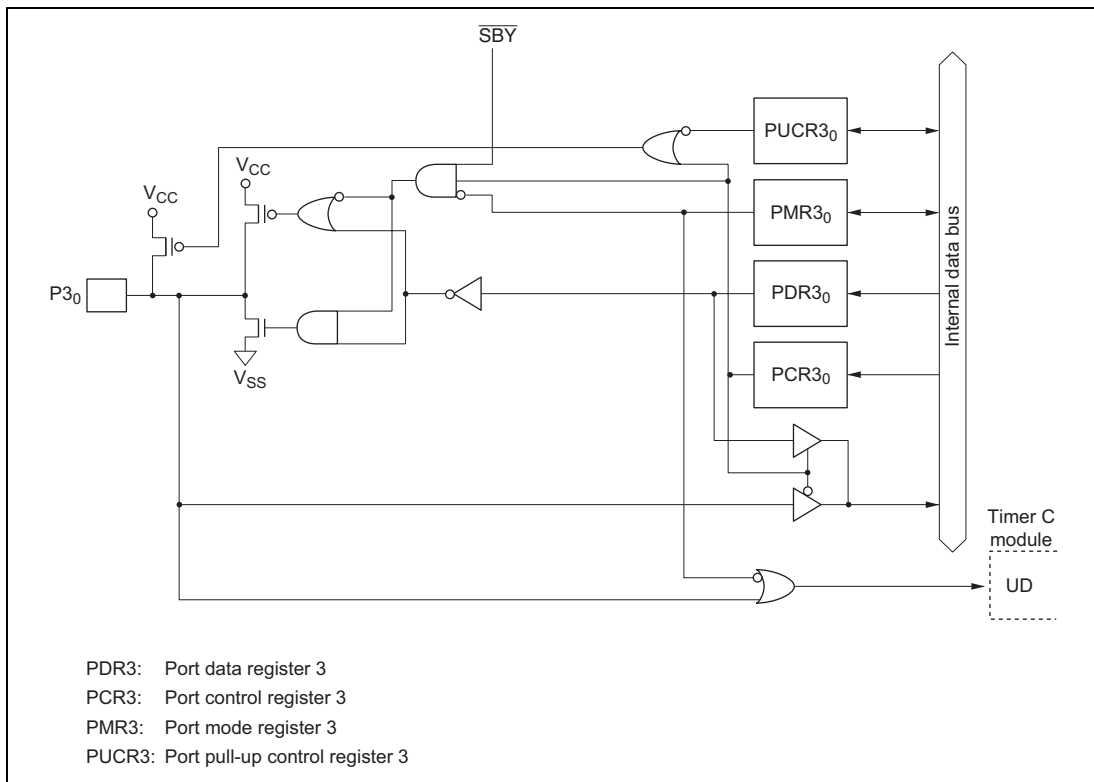 SBY
PUCR3₀
V_CC
V_CC
PMR3₀
P3₀
PDR3₀
V_SS
PCR3₀
Internal data bus
Timer C
module
UD
PDR3: Port data register 3
PCR3: Port control register 3
PMR3: Port mode register 3
PUCR3: Port pull-up control register 3